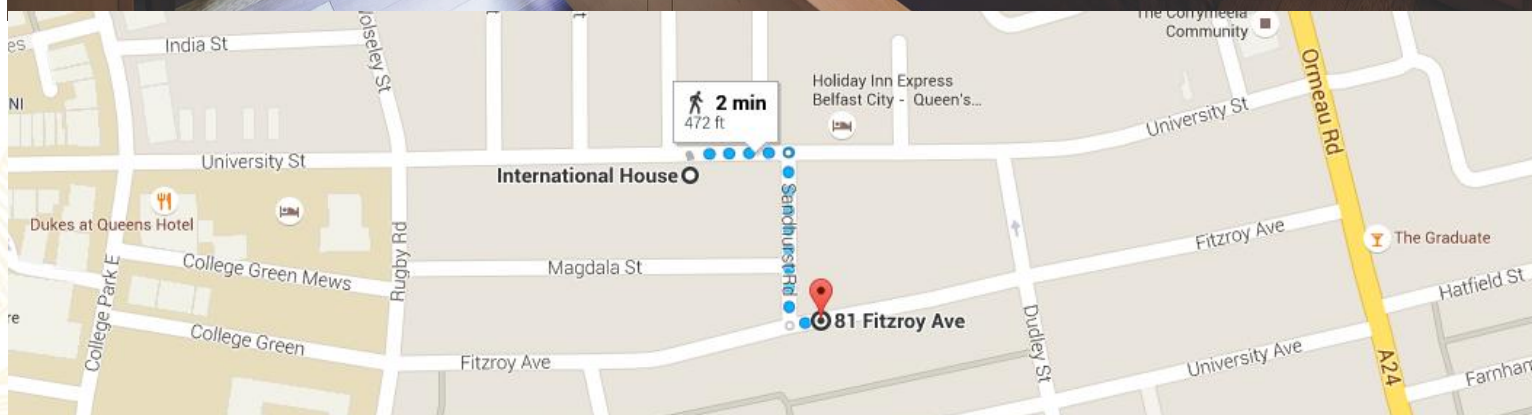 The Corrymeela
Community
India St
Ormeau Rd
Holiday Inn Express
Belfast City - Queen's...
2 min
472 ft
NI
University St
University St
International House
Dukes at Queens Hotel
Sandhurst Rd
Rugby Rd
Fitzroy Ave
The Graduate
College Green Mews
Magdala St
College Park E
Hatfield St
81 Fitzroy Ave
College Green
Dudley St
Fitzroy Ave
University Ave
A24